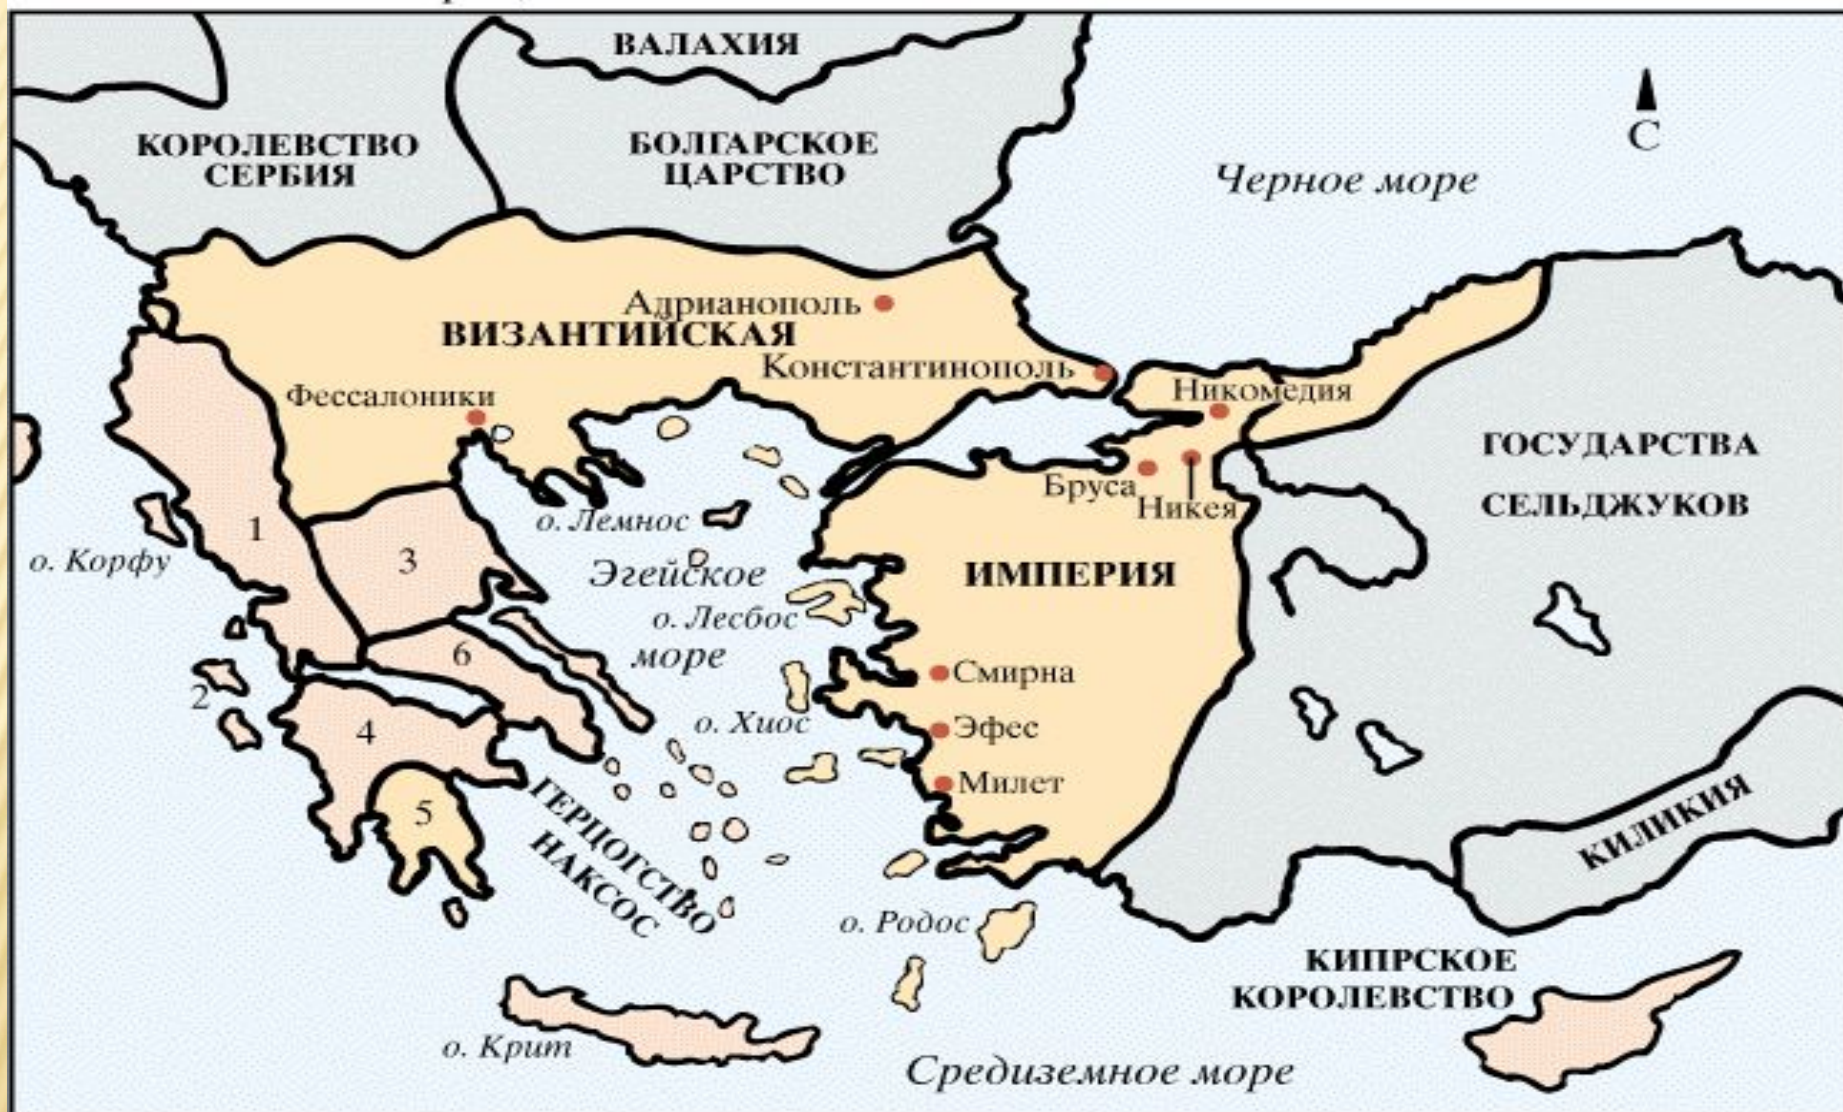 ВАЛАХИЯ
КОРОЛЕВСТВО
СЕРБИЯ
БОЛГАРСКОЕ
ЦАРСТВО
С
Черное море
Адрианополь
ВИЗАНТИЙСКАЯ
Константинополь
Фессалоники
Никомедия
ГОСУДАРСТВА
СЕЛЬДЖУКОВ
Бруса
Никея
о. Лемнос
о. Корфу
1
3
Эгейское
ИМПЕРИЯ
о. Лесбос
море
6
Смирна
2
4
о. Хиос
Эфес
Милет
5
ГЕРЦОГСТВО
НАКСОС
КИЛИКИЯ
о. Родос
КИПРСКОЕ
КОРОЛЕВСТВО
о. Крит
Средиземное море